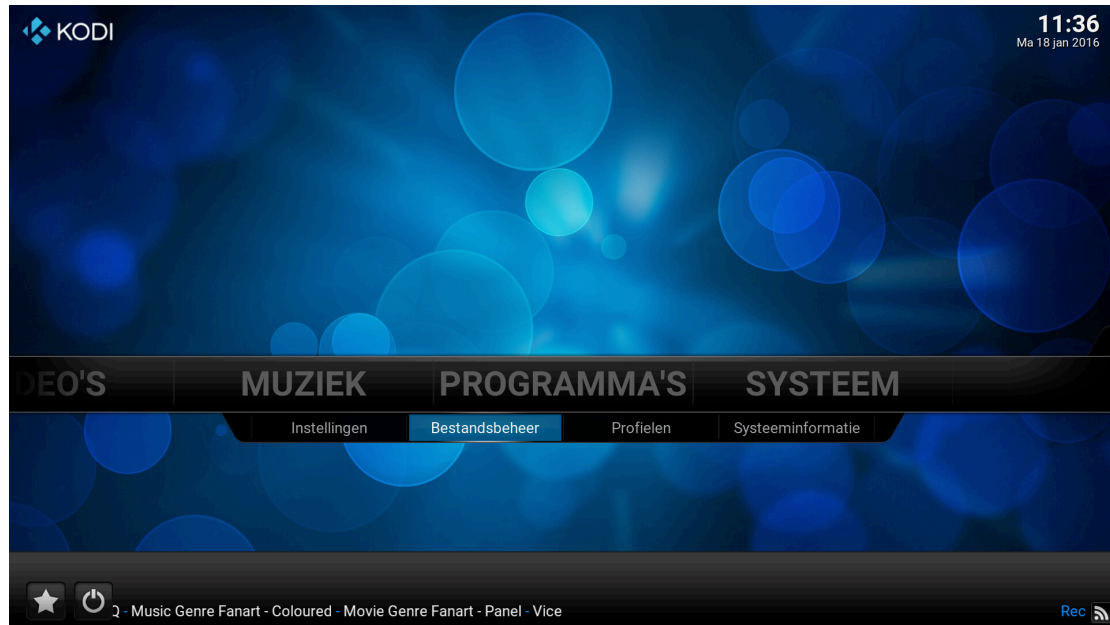 KODI
11:36
Ma 18 jan 2016
DEO'S MUZIEK PROGRAMMA'S SYSTEEM
Instellingen Bestandsbeheer Profielen Systeeminformatie
Q - Music Genre Fanart - Coloured - Movie Genre Fanart - Panel - Vice
Rec